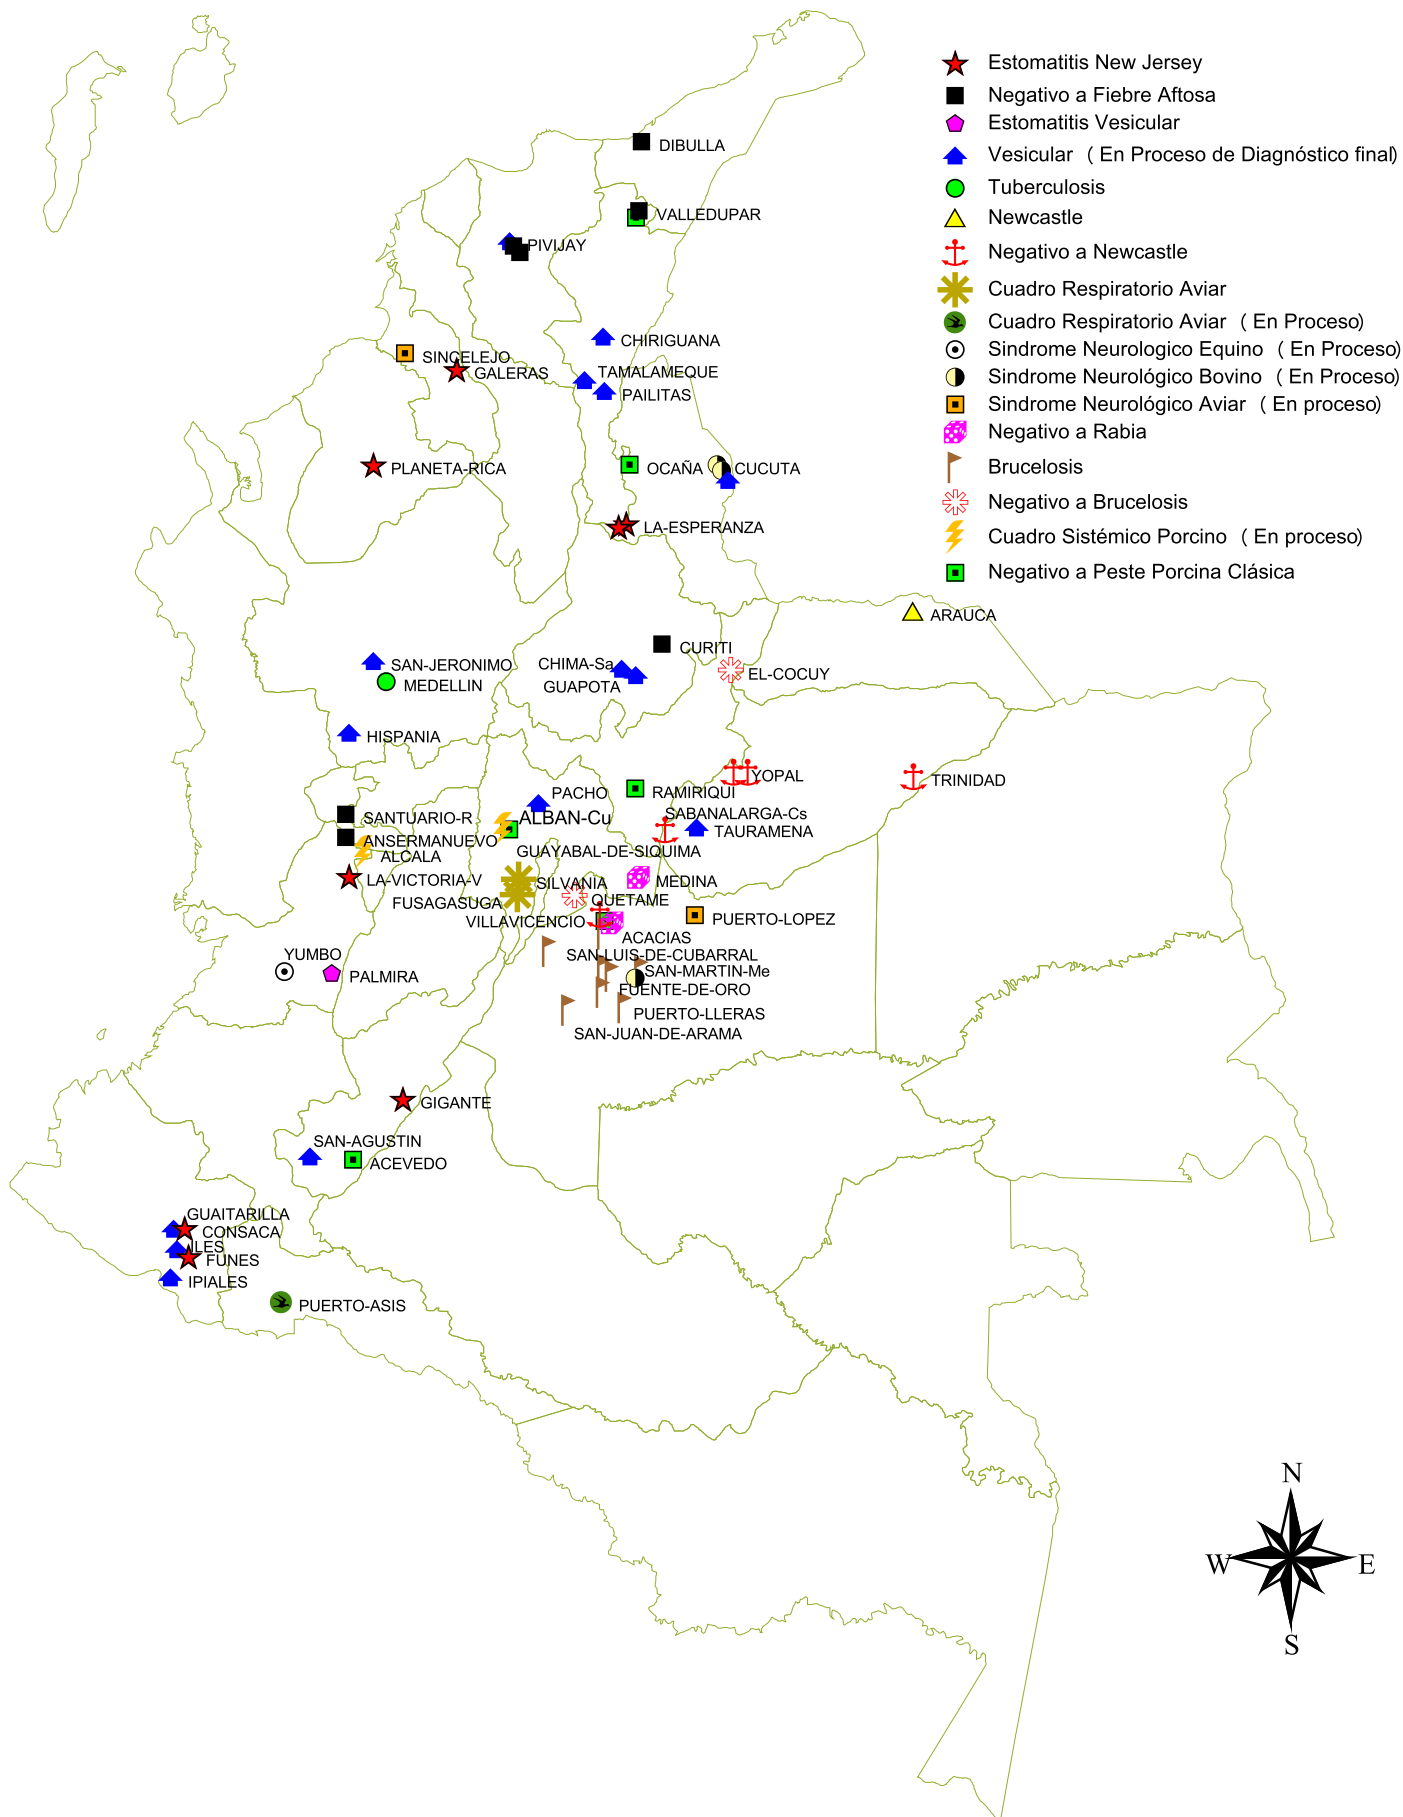 Estomatitis New Jersey
Negativo a Fiebre Aftosa
Estomatitis Vesicular
Vesicular ( En Proceso de Diagnóstico final)
Tuberculosis
Newcastle
Negativo a Newcastle
Cuadro Respiratorio Aviar
Cuadro Respiratorio Aviar ( En Proceso)
Sindrome Neurologico Equino ( En Proceso)
Sindrome Neurológico Bovino ( En Proceso)
Sindrome Neurológico Aviar ( En proceso)
Negativo a Rabia
Brucelosis
Negativo a Brucelosis
Cuadro Sistémico Porcino ( En proceso)
Negativo a Peste Porcina Clásica
DIBULLA
VALLEDUPAR
PIVIJAY
CHIRIGUANA
SINCELEJO
GALERAS
TAMALAMEQUE
PAILITAS
PLANETA-RICA
OCAÑA
CUCUTA
LA-ESPERANZA
ARAUCA
CURITI
CHIMA-Sa
GUAPOTA
EL-COCUY
SAN-JERONIMO
MEDELLIN
HISPANIA
YOPAL
TRINIDAD
PACHO
RAMIRIQUI
SANTUARIO-R
ALBAN-Cu
SABANALARGA-Cs
TAURAMENA
ANSERMANUEVO
ALCALA
GUAYABAL-DE-SIQUIMA
LA-VICTORIA-V
SILVANIA
MEDINA
FUSAGASUGA
QUETAME
VILLAVICENCIO
PUERTO-LOPEZ
ACACIAS
YUMBO
SAN-LUIS-DE-CUBARRAL
PALMIRA
SAN-MARTIN-Me
FUENTE-DE-ORO
PUERTO-LLERAS
SAN-JUAN-DE-ARAMA
GIGANTE
SAN-AGUSTIN
ACEVEDO
GUAITARILLA
CONSACA
ILES
FUNES
IPIALES
PUERTO-ASIS
N
W
E
S